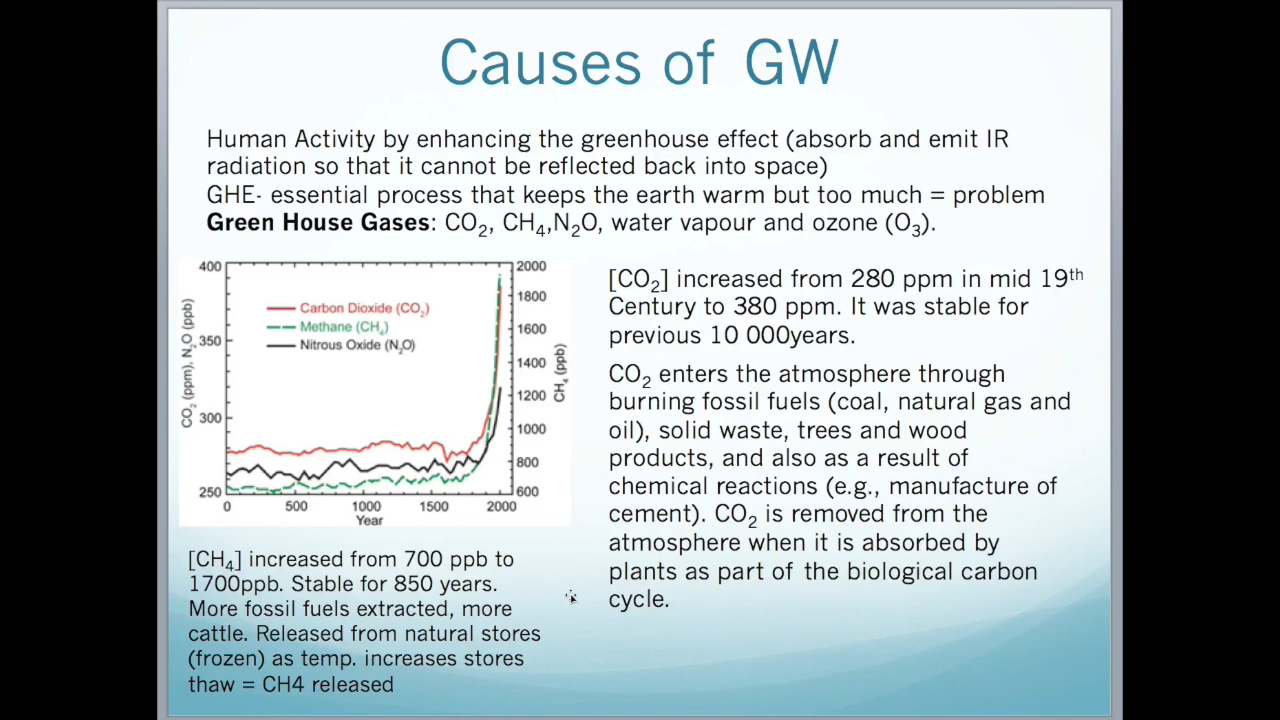 Causes of GW
Human Activity by enhancing the greenhouse effect (absorb and emit IR
radiation so that it cannot be reflected back into space)
GHE- essential process that keeps the earth warm but too much = problem
Green House Gases: CO₂, CH₄,N₂O, water vapour and ozone (O₃).
400
350
300
250
CO₂ (ppm), N₂O (ppb)
Carbon Dioxide (CO₂)
Methane (CH₄)
Nitrous Oxide (N₂O)
2000
1800
1600
1400
1200
1000
800
600
CH₄ (ppb)
0 500 1000 1500 2000
Year
[CO₂] increased from 280 ppm in mid 19th
Century to 380 ppm. It was stable for
previous 10 000years.
CO₂ enters the atmosphere through
burning fossil fuels (coal, natural gas and
oil), solid waste, trees and wood
products, and also as a result of
chemical reactions (e.g., manufacture of
cement). CO₂ is removed from the
atmosphere when it is absorbed by
plants as part of the biological carbon
cycle.
[CH₄] increased from 700 ppb to
1700ppb. Stable for 850 years.
More fossil fuels extracted, more
cattle. Released from natural stores
(frozen) as temp. increases stores
thaw = CH4 released